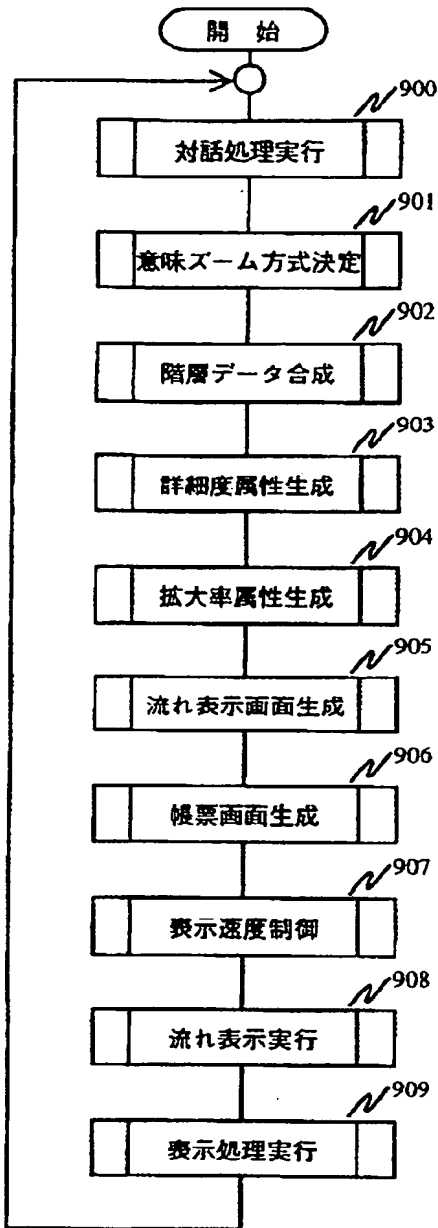 開 始
900
対話処理実行
901
意味ズーム方式決定
902
階層データ合成
903
詳細度属性生成
904
拡大率属性生成
905
流れ表示画面生成
906
帳票画面生成
907
表示速度制御
908
流れ表示実行
909
表示処理実行